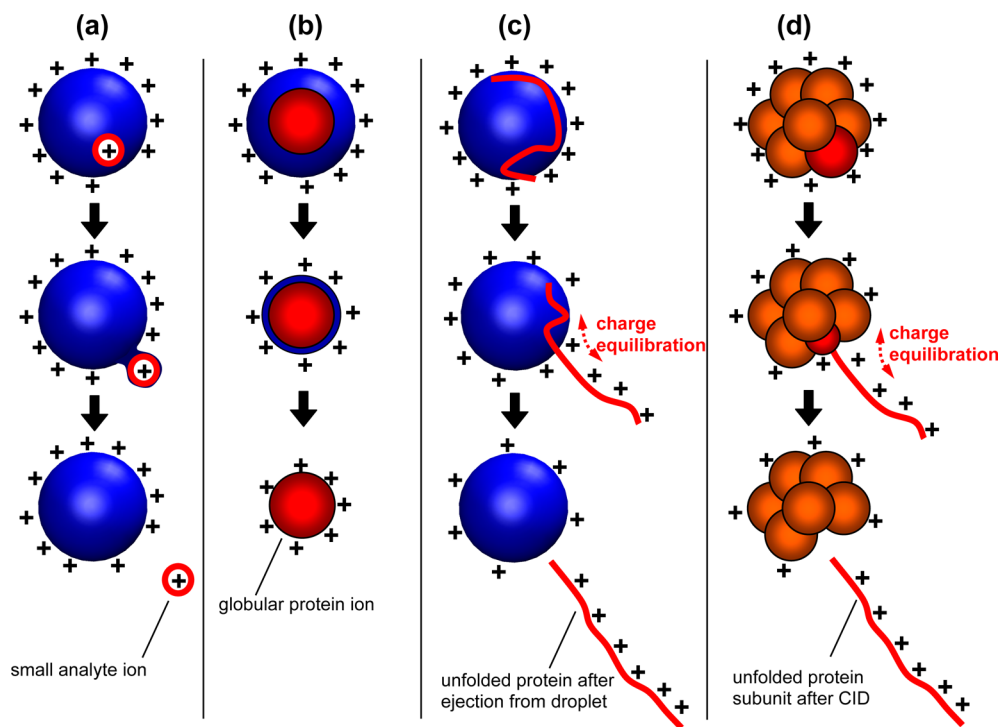 (a)
(b)
(c)
(d)
charge
equilibration
charge
equilibration
globular protein ion
small analyte ion
unfolded protein after
ejection from droplet
unfolded protein
subunit after CID